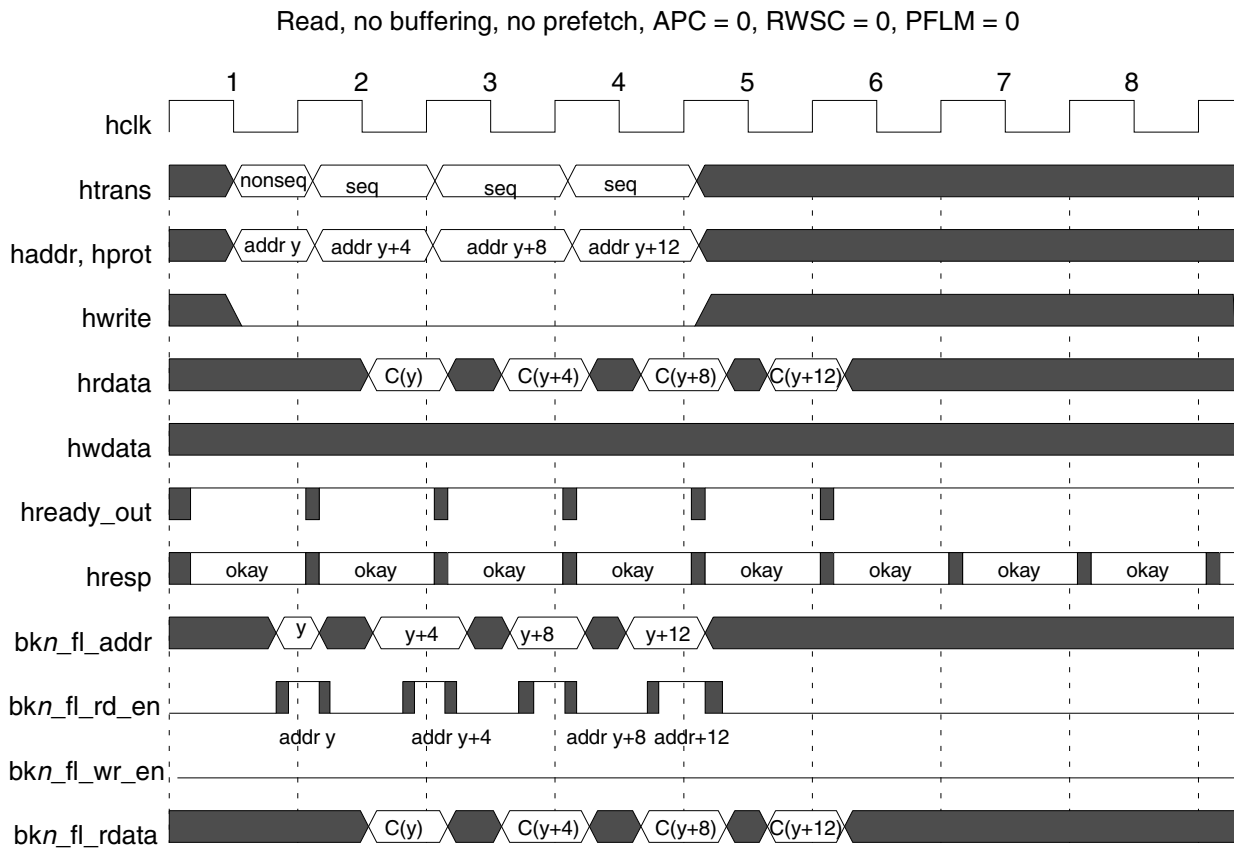 Read, no buffering, no prefetch, APC = 0, RWSC = 0, PFLM = 0
1 2 3 4 5 6 7 8
hclk
htrans nonseq seq seq seq
haddr, hprot addr y addr y+4 addr y+8 addr y+12
hwrite
hrdata C(y) C(y+4) C(y+8) C(y+12)
hwdata
hready_out
hresp okay okay okay okay okay okay okay okay
bkn_fl_addr y y+4 y+8 y+12
bkn_fl_rd_en
addr y addr y+4 addr y+8 addr+12
bkn_fl_wr_en
bkn_fl_rdata C(y) C(y+4) C(y+8) C(y+12)